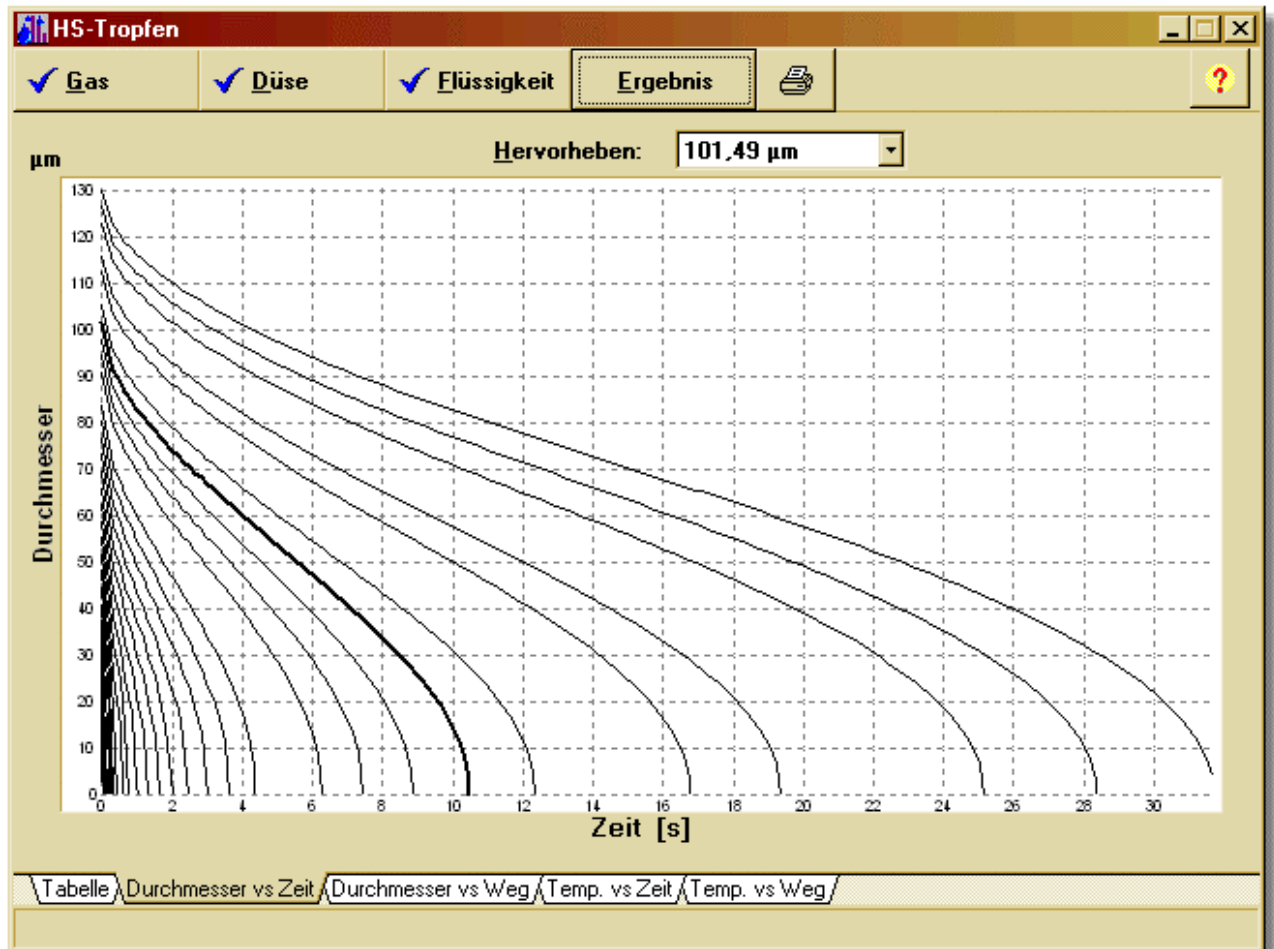 HS-Tropfen
Gas Düse Flüssigkeit Ergebnis ?
Hervorheben: 101,49 µm
µm
130
120
110
100
90
80
70
60
50
40
30
20
10
0
Durchmesser
0 2 4 6 8 10 12 14 16 18 20 22 24 26 28 30
Zeit [s]
Tabelle Durchmesser vs Zeit Durchmesser vs Weg Temp. vs Zeit Temp. vs Weg